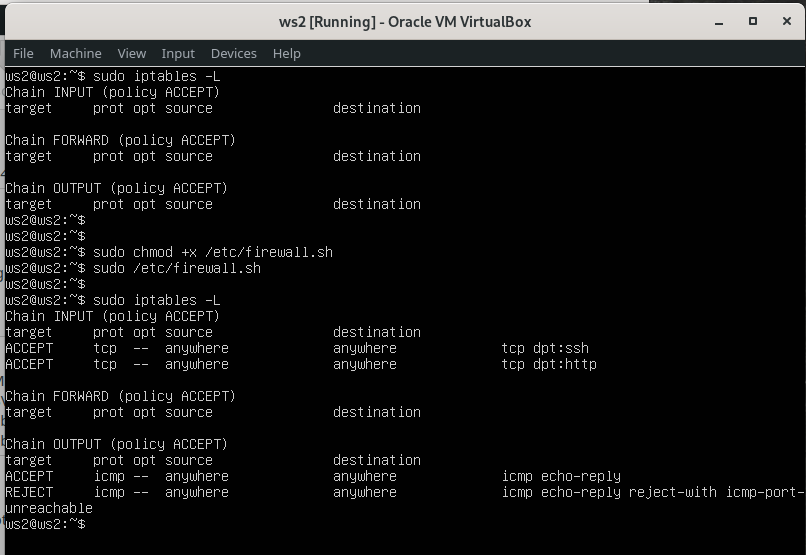 ws2 [Running] - Oracle VM VirtualBox
File Machine View Input Devices Help
ws2@ws2:~$ sudo iptables -L
Chain INPUT (policy ACCEPT)
target     prot opt source               destination
Chain FORWARD (policy ACCEPT)
target     prot opt source               destination
Chain OUTPUT (policy ACCEPT)
target     prot opt source               destination
ws2@ws2:~$
ws2@ws2:~$
ws2@ws2:~$ sudo chmod +x /etc/firewall.sh
ws2@ws2:~$ sudo /etc/firewall.sh
ws2@ws2:~$
ws2@ws2:~$ sudo iptables -L
Chain INPUT (policy ACCEPT)
target     prot opt source               destination
ACCEPT     tcp  --  anywhere             anywhere             tcp dpt:ssh
ACCEPT     tcp  --  anywhere             anywhere             tcp dpt:http
Chain FORWARD (policy ACCEPT)
target     prot opt source               destination
Chain OUTPUT (policy ACCEPT)
target     prot opt source               destination
ACCEPT     icmp --  anywhere             anywhere             icmp echo-reply
REJECT     icmp --  anywhere             anywhere             icmp echo-reply reject-with icmp-port-
unreachable
ws2@ws2:~$